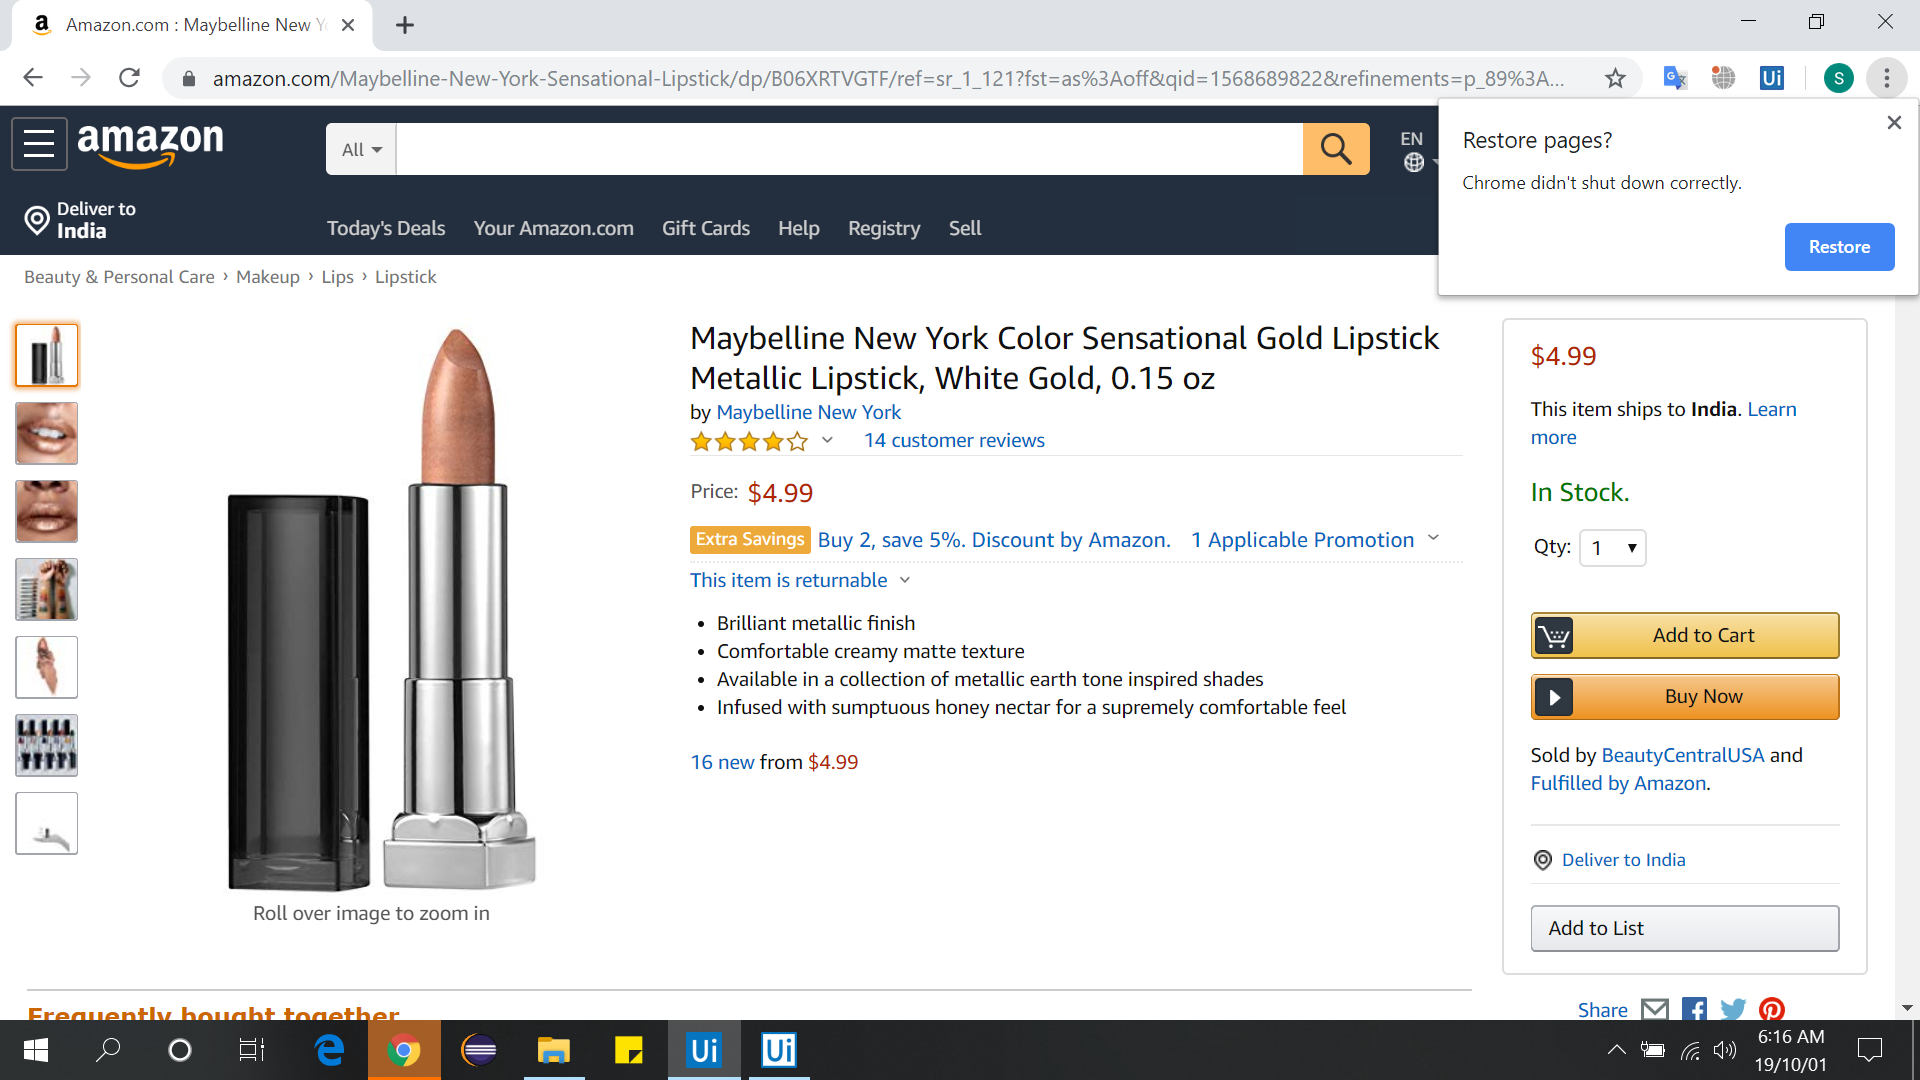 Amazon.com : Maybelline New Y
amazon.com/Maybelline-New-York-Sensational-Lipstick/dp/B06XRTVGTF/ref=sr_1_121?fst=as%3Aoff&qid=1568689822&refinements=p_89%3A...
Ui
S
Restore pages?
Chrome didn't shut down correctly.
Restore
amazon
All
EN
Deliver to
India
Today's Deals Your Amazon.com Gift Cards Help Registry Sell
Beauty & Personal Care › Makeup › Lips › Lipstick
Maybelline New York Color Sensational Gold Lipstick
Metallic Lipstick, White Gold, 0.15 oz
by Maybelline New York
14 customer reviews
Price: $4.99
Extra Savings Buy 2, save 5%. Discount by Amazon. 1 Applicable Promotion
This item is returnable
• Brilliant metallic finish
• Comfortable creamy matte texture
• Available in a collection of metallic earth tone inspired shades
• Infused with sumptuous honey nectar for a supremely comfortable feel
16 new from $4.99
Roll over image to zoom in
$4.99
This item ships to India. Learn
more
In Stock.
Qty: 1
Add to Cart
Buy Now
Sold by BeautyCentralUSA and
Fulfilled by Amazon.
Deliver to India
Add to List
Share
Frequently bought together
Ui
Ui
6:16 AM
19/10/01